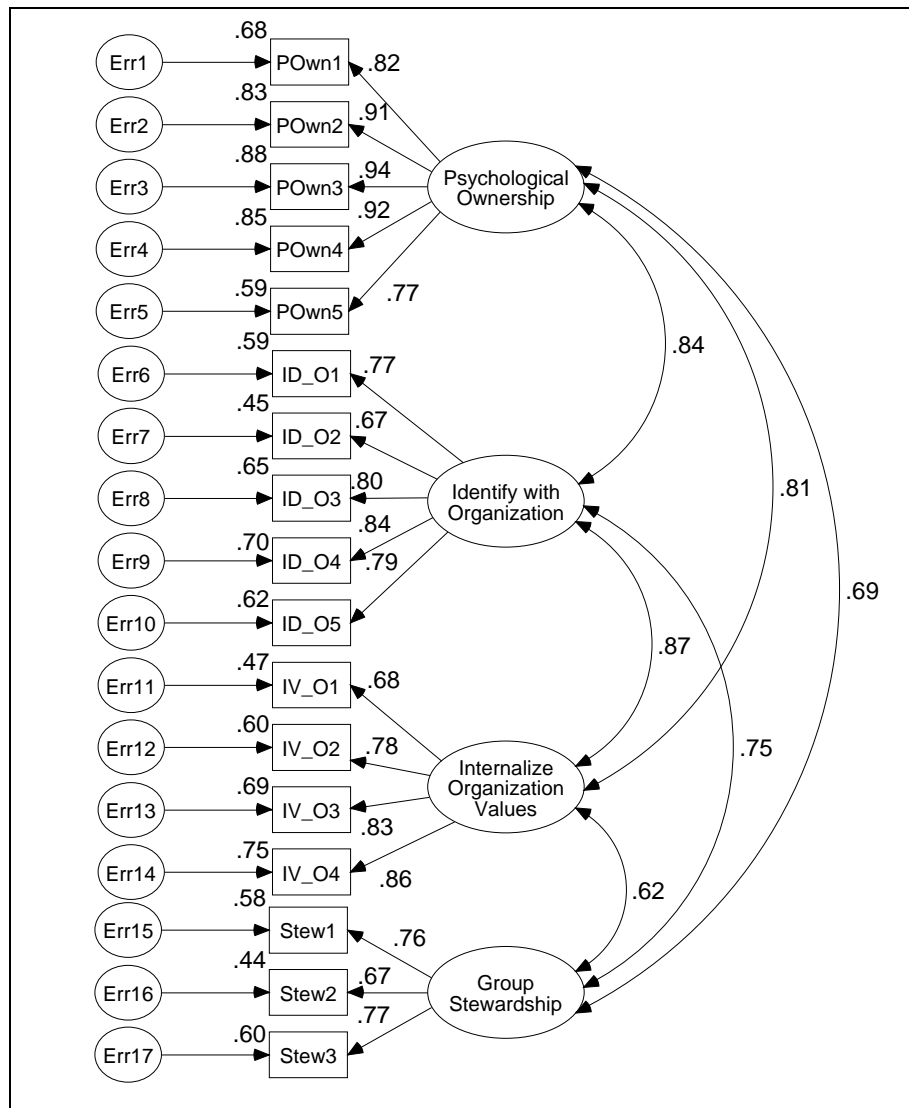 .68
Err1
POwn1
.82
.83
Err2
POwn2
.91
.88
Err3
POwn3
.94
Psychological
Ownership
.85
Err4
POwn4
.92
.59
Err5
POwn5
.77
.84
.59
Err6
ID_O1
.77
.45
Err7
ID_O2
.67
.65
Err8
ID_O3
.80
Identify with
Organization
.81
.70
Err9
ID_O4
.84
.79
.69
.62
Err10
ID_O5
.87
.47
Err11
IV_O1
.68
.60
Err12
IV_O2
.78
.75
Internalize
Organization
Values
.69
Err13
IV_O3
.83
.75
Err14
IV_O4
.86
.62
.58
Err15
Stew1
.76
.44
Err16
Stew2
.67
Group
Stewardship
.77
.60
Err17
Stew3